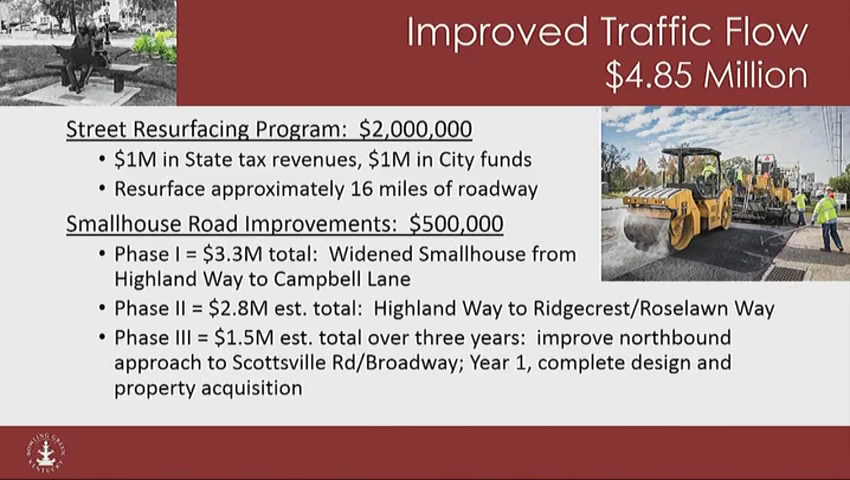 Improved Traffic Flow
$4.85 Million
Street Resurfacing Program: $2,000,000
• $1M in State tax revenues, $1M in City funds
• Resurface approximately 16 miles of roadway
Smallhouse Road Improvements: $500,000
• Phase I = $3.3M total: Widened Smallhouse from
Highland Way to Campbell Lane
• Phase II = $2.8M est. total: Highland Way to Ridgecrest/Roselawn Way
• Phase III = $1.5M est. total over three years: improve northbound
approach to Scottsville Rd/Broadway; Year 1, complete design and
property acquisition
BOWLING GREEN
KENTUCKY